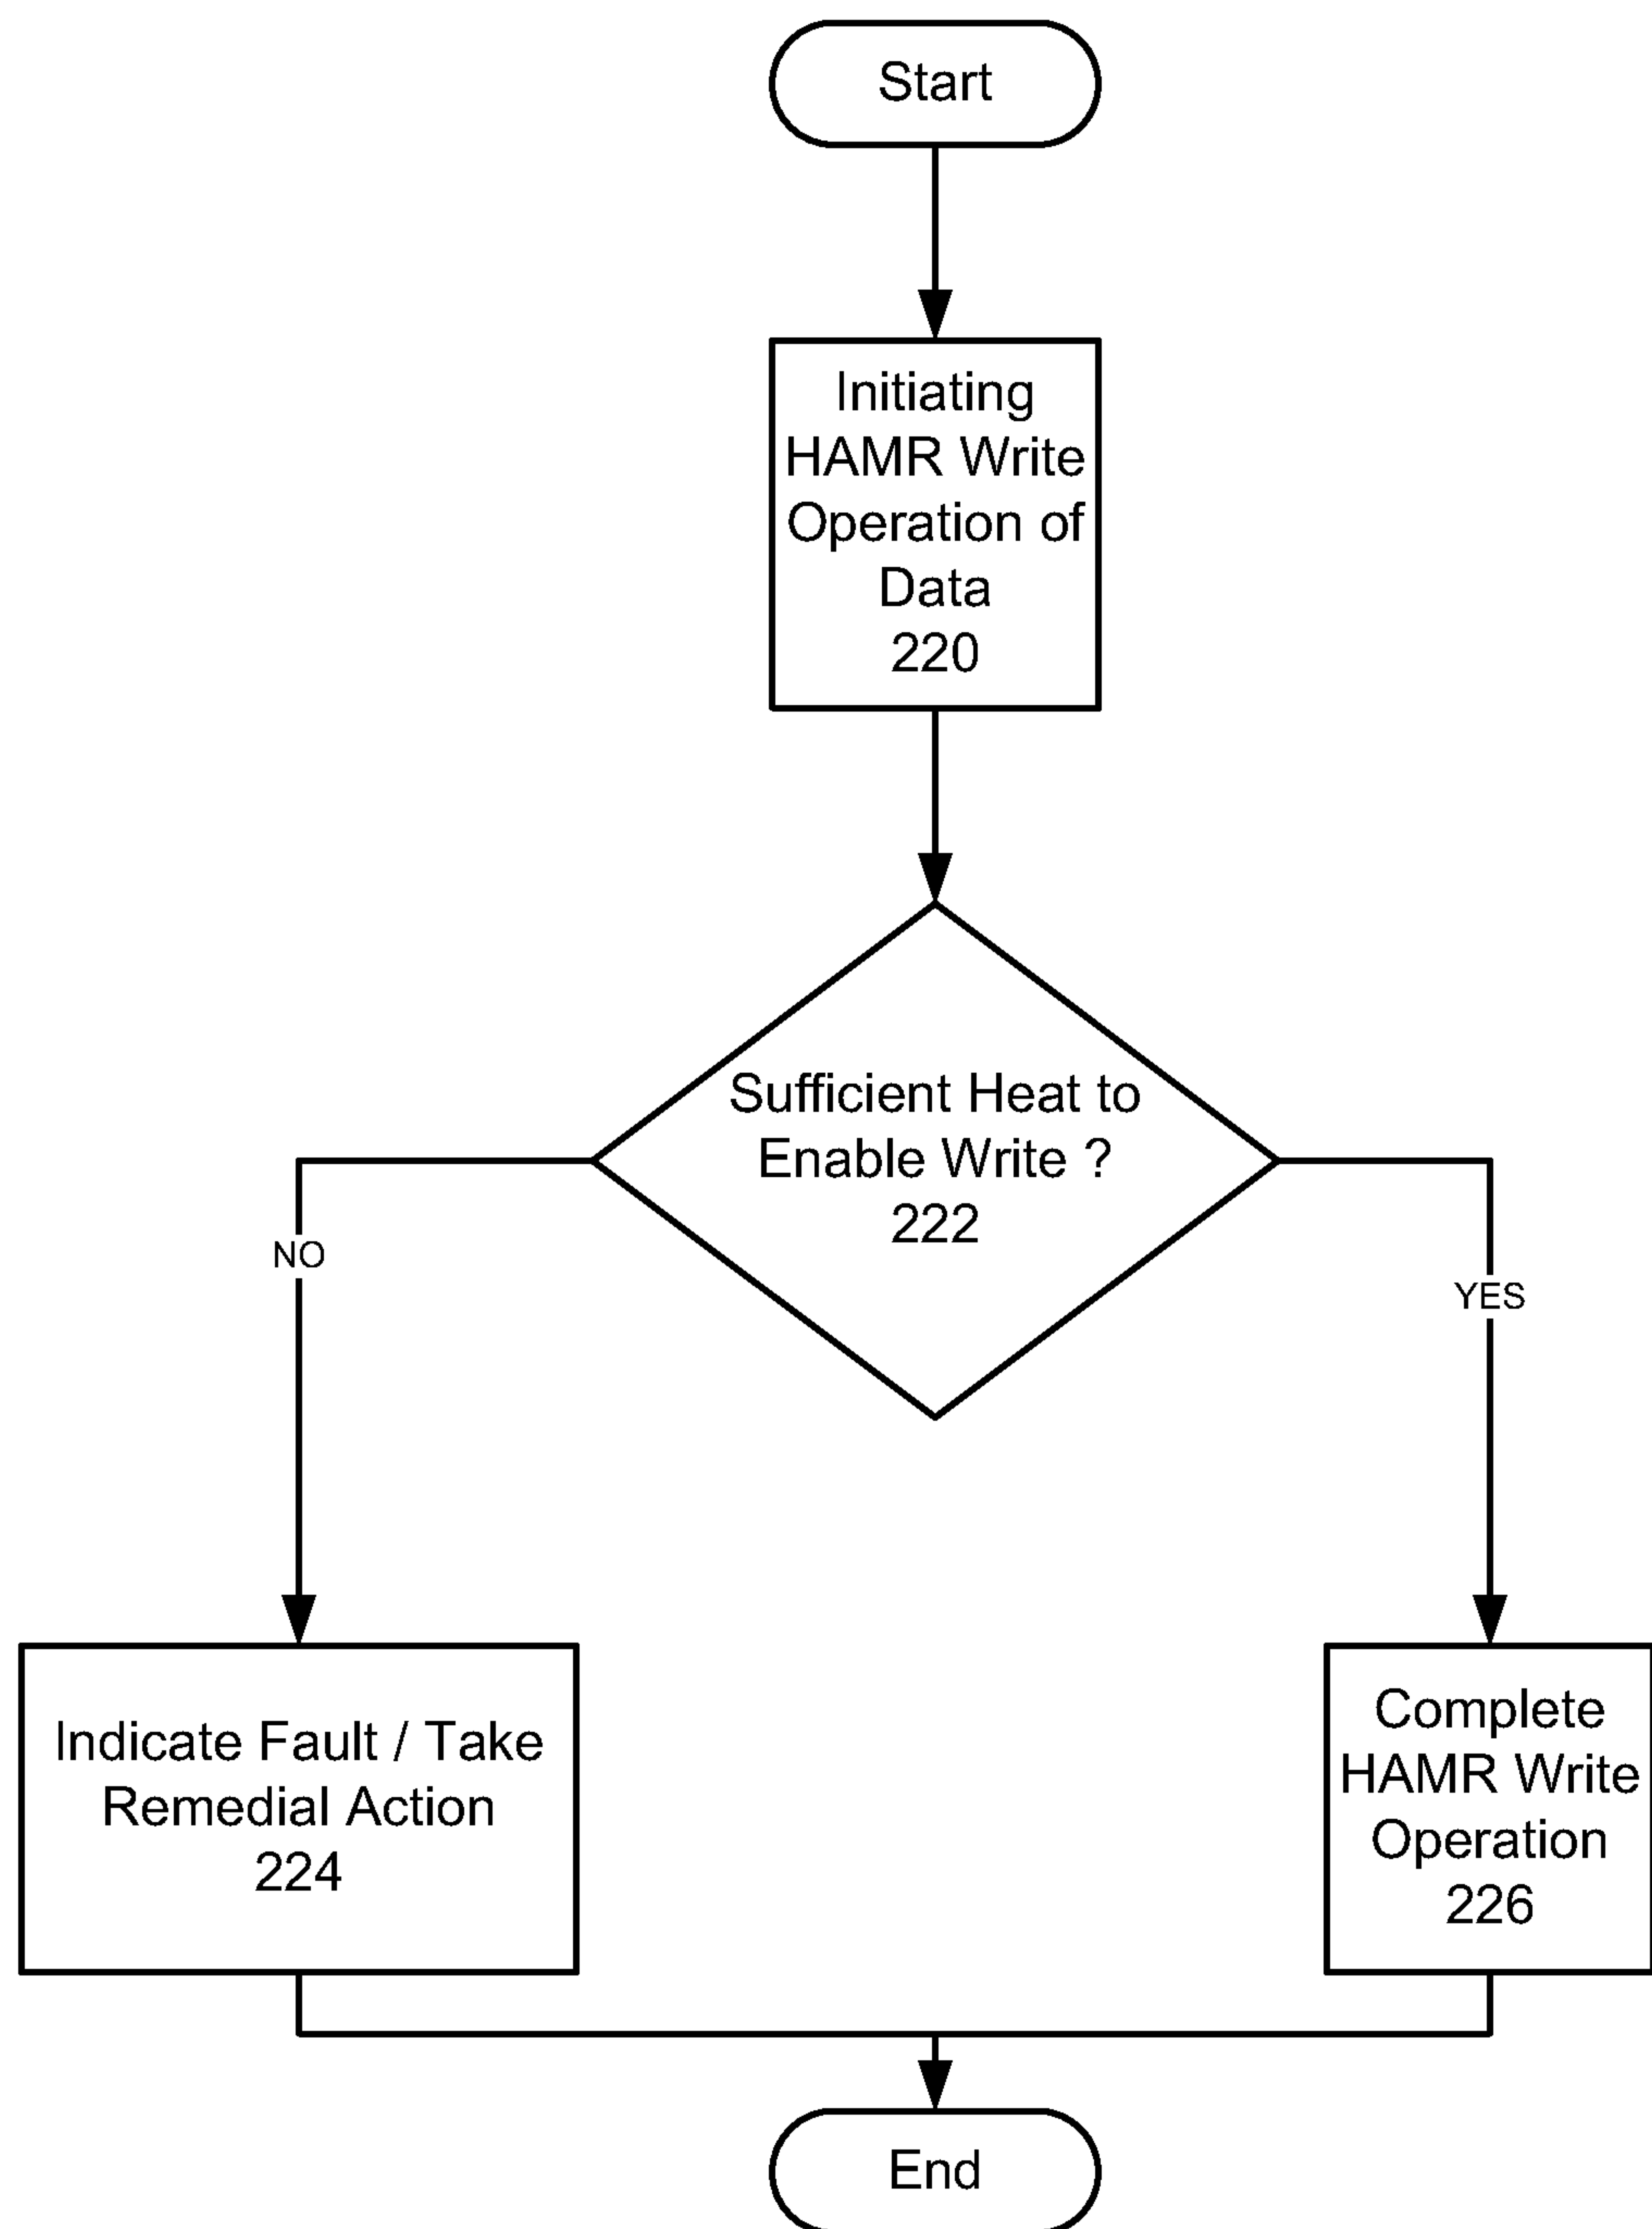 Start
Initiating
HAMR Write
Operation of
Data
220
Sufficient Heat to
Enable Write ?
222
NO
YES
Indicate Fault / Take
Remedial Action
224
Complete
HAMR Write
Operation
226
End